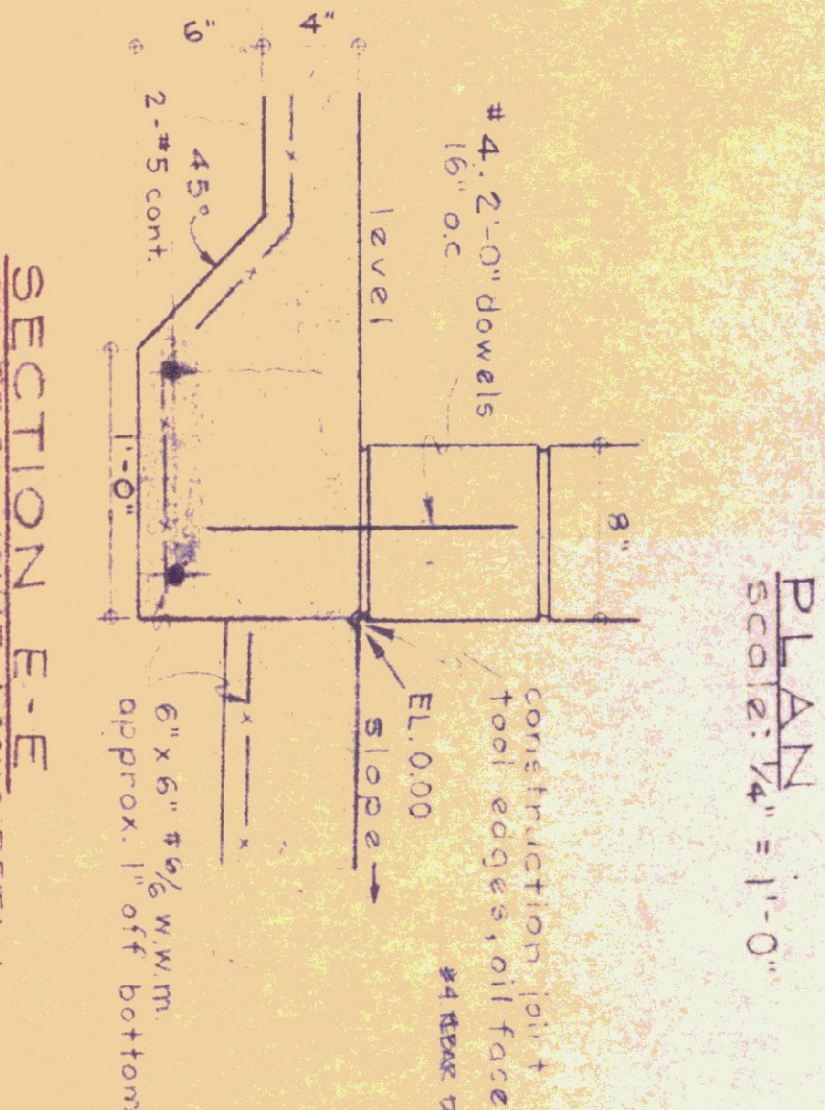 PLAN
scale: 1/4" = 1'-0"
8"
#4, 2'-0" dowels
16" o.c.
level
4"
6"
45°
2-#5 cont.
1'-0"
construction joint
tool edges, oil face
EL. 0.00
slope
#4 REBAR
6" x 6" #6/6 w.w.m.
approx. 1" off bottom
SECTION E-E